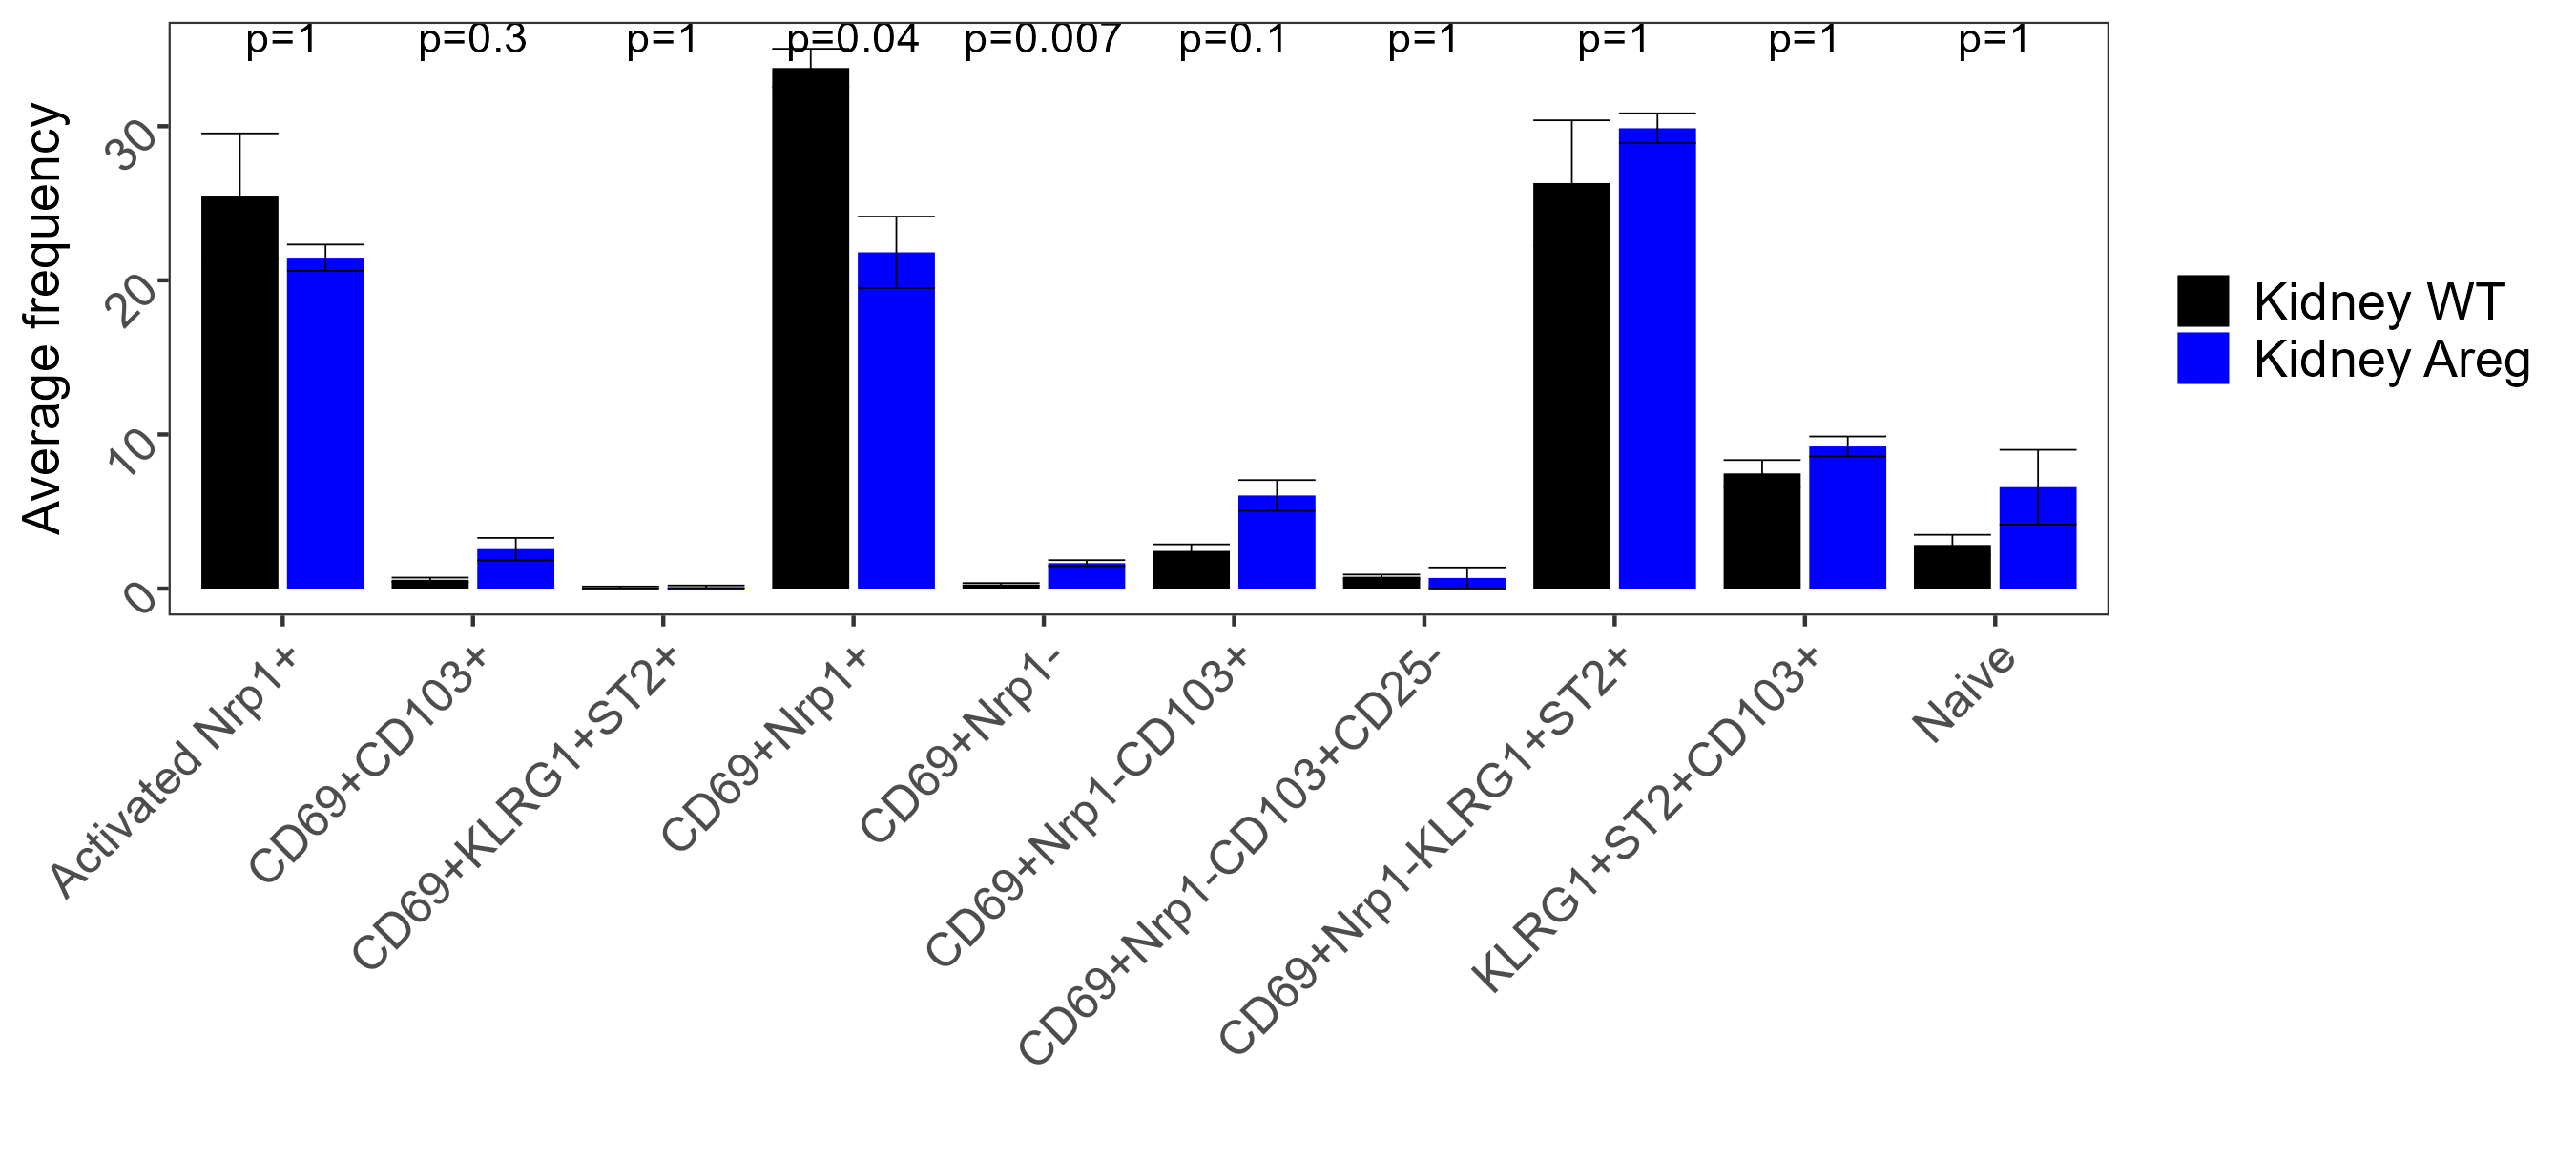 p=1 p=0.3 p=1 p=0.04 p=0.007 p=0.1 p=1 p=1 p=1 p=1
Average frequency
30
20
10
0
Activated Nrp1+
CD69+CD103+
CD69+KLRG1+ST2+
CD69+Nrp1+
CD69+Nrp1-
CD69+Nrp1-CD103+
CD69+Nrp1-CD103+CD25-
CD69+Nrp1-KLRG1+ST2+
KLRG1+ST2+CD103+
Naive
Kidney WT
Kidney Areg